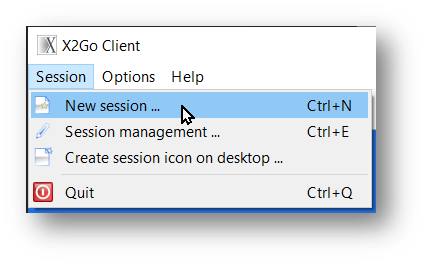 X2Go Client
Session Options Help
New session ... Ctrl+N
Session management ... Ctrl+E
Create session icon on desktop ...
Quit Ctrl+Q